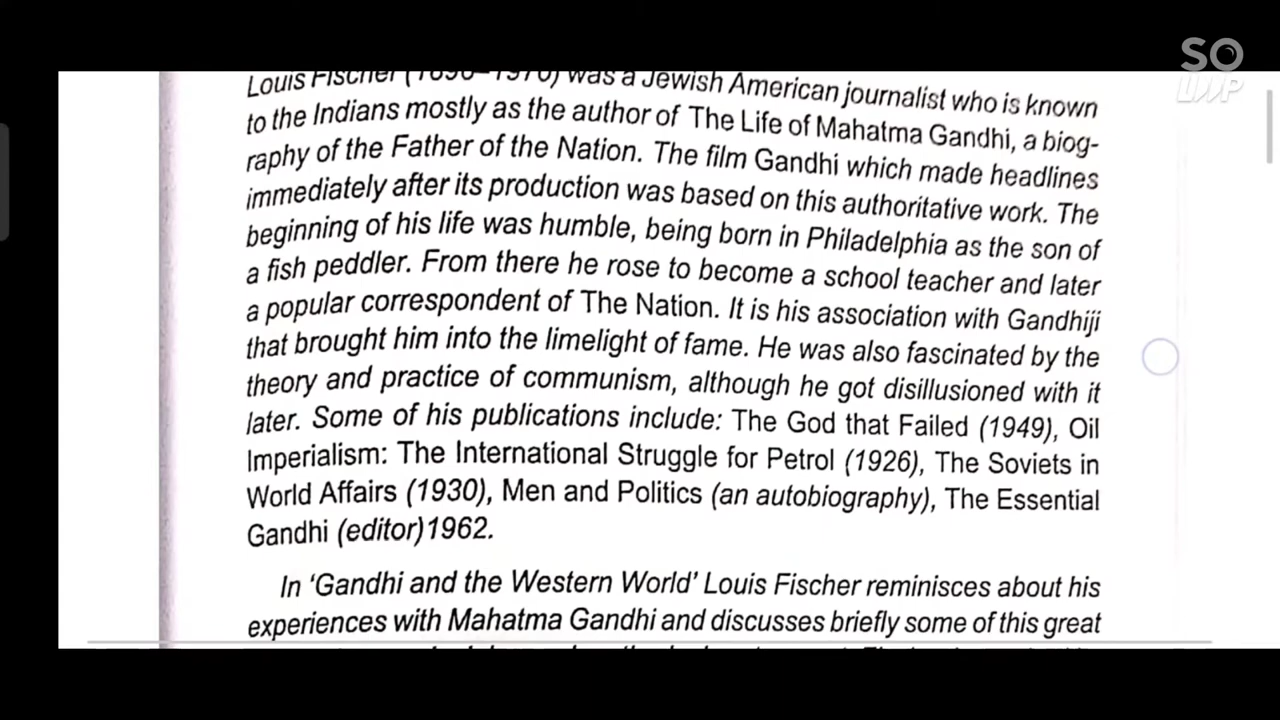 SO
Louis Fischer (1896–1970) was a Jewish American journalist who is known
to the Indians mostly as the author of The Life of Mahatma Gandhi, a biog-
raphy of the Father of the Nation. The film Gandhi which made headlines
immediately after its production was based on this authoritative work. The
beginning of his life was humble, being born in Philadelphia as the son of
a fish peddler. From there he rose to become a school teacher and later
a popular correspondent of The Nation. It is his association with Gandhiji
that brought him into the limelight of fame. He was also fascinated by the
theory and practice of communism, although he got disillusioned with it
later. Some of his publications include: The God that Failed (1949), Oil
Imperialism: The International Struggle for Petrol (1926), The Soviets in
World Affairs (1930), Men and Politics (an autobiography), The Essential
Gandhi (editor)1962.
In ‘Gandhi and the Western World’ Louis Fischer reminisces about his
experiences with Mahatma Gandhi and discusses briefly some of this great